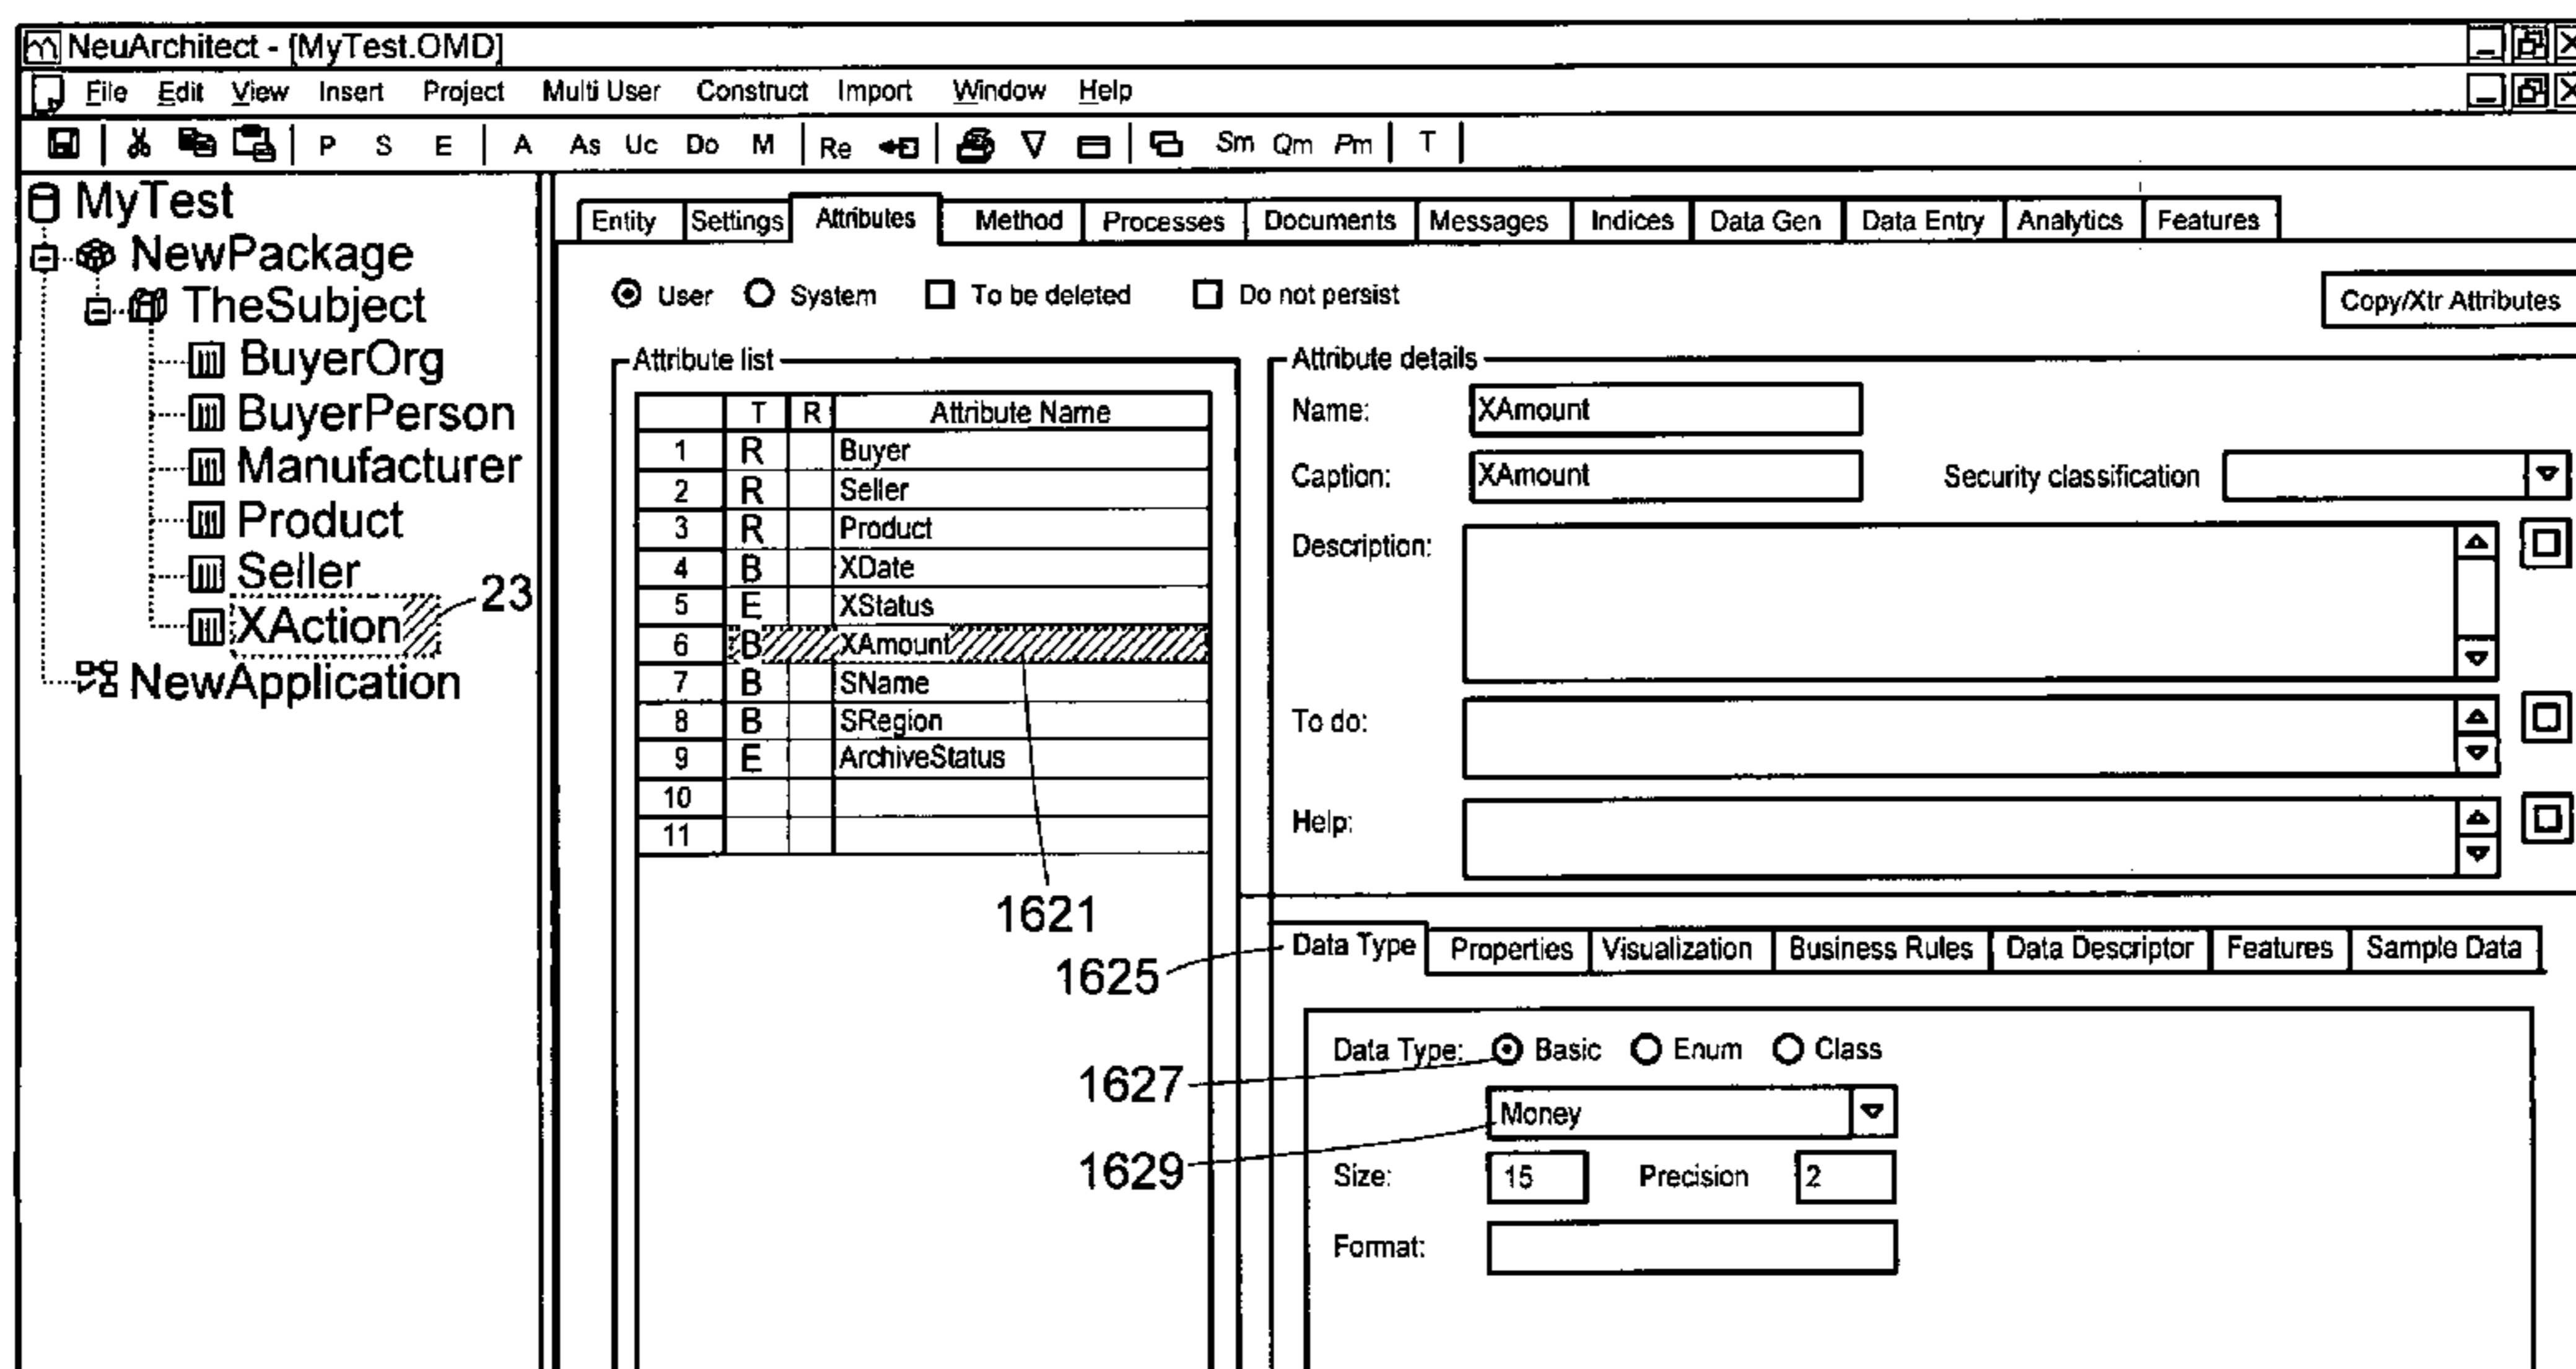 NeuArchitect - [MyTest.OMD]
File Edit View Insert Project Multi User Construct Import Window Help
P S E A As Uc Do M Re Sm Qm Pm T
MyTest
NewPackage
TheSubject
BuyerOrg
BuyerPerson
Manufacturer
Product
Seller
XAction
23
NewApplication
Entity Settings Attributes Method Processes Documents Messages Indices Data Gen Data Entry Analytics Features
User System To be deleted Do not persist
Copy/Xtr Attributes
Attribute list
T R Attribute Name
1 R Buyer
2 R Seller
3 R Product
4 B XDate
5 E XStatus
6 B XAmount
7 B SName
8 B SRegion
9 E ArchiveStatus
10
11
1621
Attribute details
Name: XAmount
Caption: XAmount Security classification
Description:
To do:
Help:
1625
Data Type Properties Visualization Business Rules Data Descriptor Features Sample Data
Data Type: Basic Enum Class
1627
Money
1629
Size: 15 Precision 2
Format: